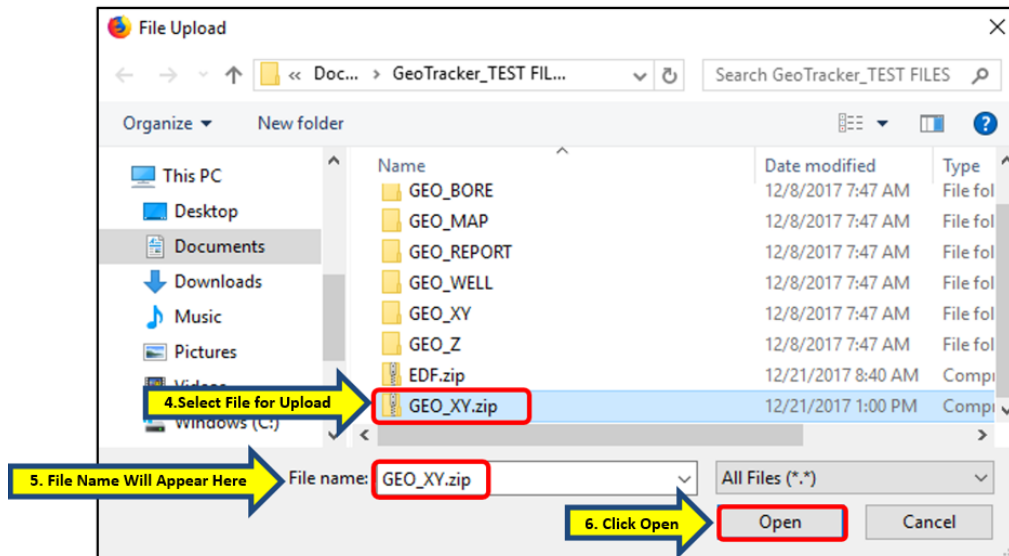 File Upload
« Doc... > GeoTracker_TEST FIL...
Search GeoTracker_TEST FILES
Organize
New folder
?
This PC
Desktop
Documents
Downloads
Music
Pictures
Videos
Windows (C:)
Name Date modified Type
GEO_BORE 12/8/2017 7:47 AM File fol
GEO_MAP 12/8/2017 7:47 AM File fol
GEO_REPORT 12/8/2017 7:47 AM File fol
GEO_WELL 12/8/2017 7:47 AM File fol
GEO_XY 12/8/2017 7:47 AM File fol
GEO_Z 12/8/2017 7:47 AM File fol
EDF.zip 12/21/2017 8:40 AM Compr
4.Select File for Upload
GEO_XY.zip 12/21/2017 1:00 PM Compr
5. File Name Will Appear Here
File name: GEO_XY.zip
All Files (*.*)
6. Click Open
Open
Cancel